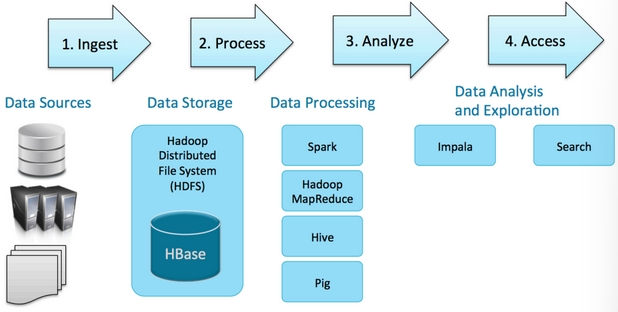 1. Ingest
2. Process
3. Analyze
4. Access
Data Sources
Data Storage
Data Processing
Data Analysis
and Exploration
Hadoop
Distributed
File System
(HDFS)
HBase
Spark
Hadoop
MapReduce
Hive
Pig
Impala
Search